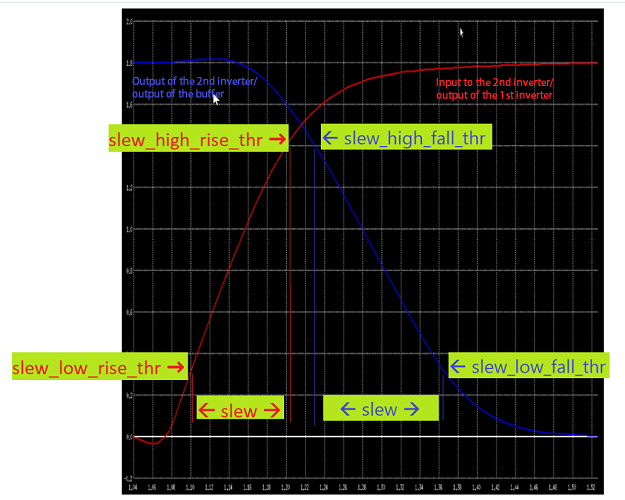 2.0
1.8
Output of the 2nd inverter/
output of the buffer
Input to the 2nd inverter/
output of the 1st inverter
1.6
slew_high_rise_thr →
← slew_high_fall_thr
1.4
1.2
1.0
0.8
0.6
0.4
slew_low_rise_thr →
← slew_low_fall_thr
0.2
← slew →
← slew →
0.0
-0.2
1.04 1.06 1.08 1.10 1.12 1.14 1.16 1.18 1.20 1.22 1.24 1.26 1.28 1.30 1.32 1.34 1.36 1.38 1.40 1.42 1.44 1.46 1.48 1.50 1.52